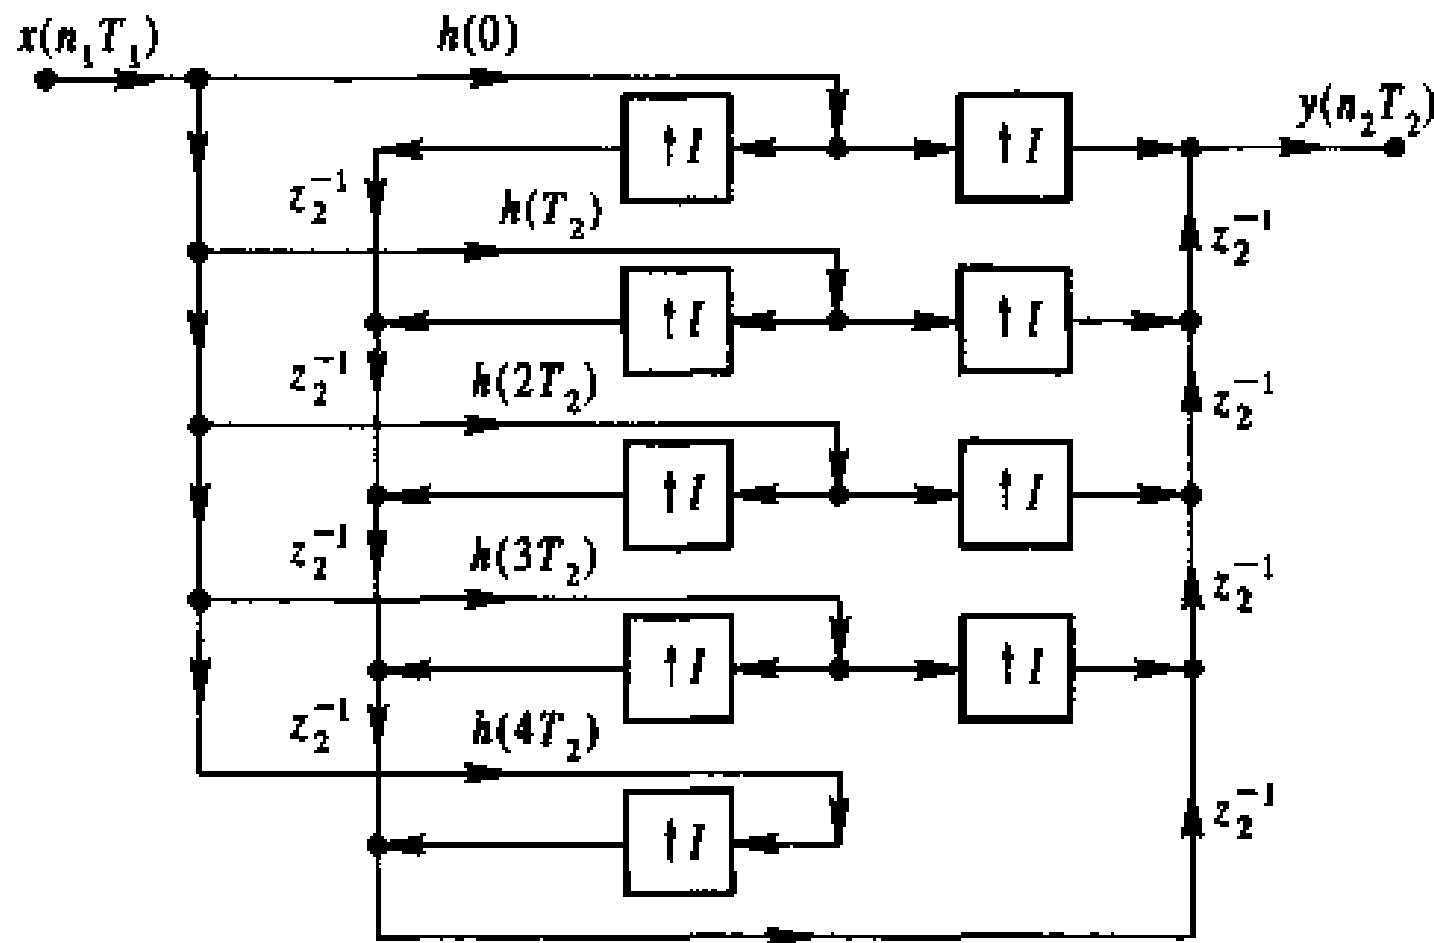 x(n₁T₁)
h(0)
y(n₂T₂)
↑I ↑I
z₂⁻¹ h(T₂) z₂⁻¹
↑I ↑I
z₂⁻¹ h(2T₂) z₂⁻¹
↑I ↑I
z₂⁻¹ h(3T₂) z₂⁻¹
↑I ↑I
z₂⁻¹ h(4T₂)
z₂⁻¹
↑I